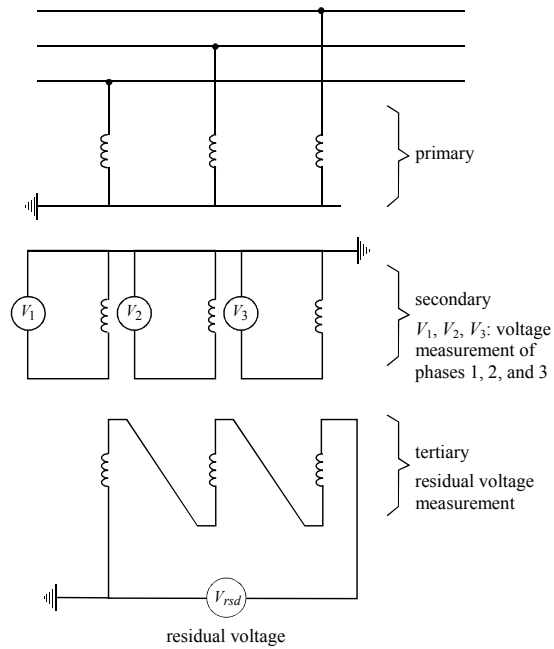 primary
V1
V2
V3
secondary
V1, V2, V3: voltage
measurement of
phases 1, 2, and 3
tertiary
residual voltage
measurement
Vrsd
residual voltage